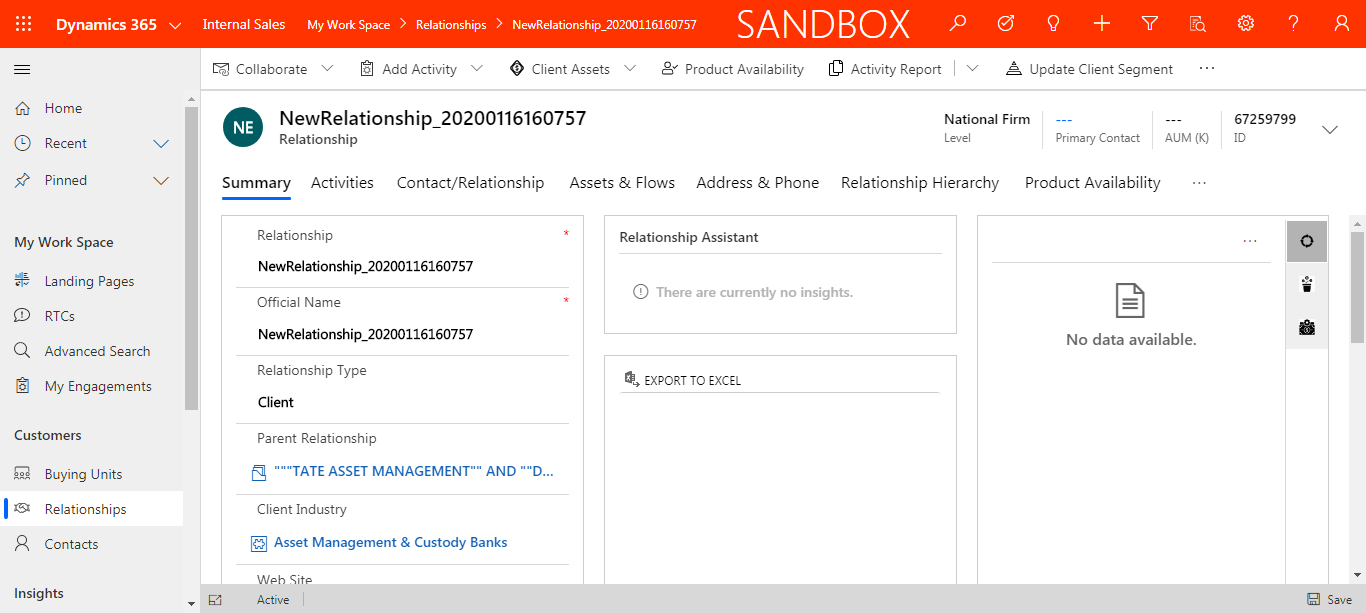 Dynamics 365 Internal Sales My Work Space Relationships NewRelationship_20200116160757 SANDBOX
Collaborate Add Activity Client Assets Product Availability Activity Report Update Client Segment ...
Home
Recent
Pinned
My Work Space
Landing Pages
RTCs
Advanced Search
My Engagements
Customers
Buying Units
Relationships
Contacts
Insights
NE
NewRelationship_20200116160757
Relationship
National Firm
Level
---
Primary Contact
---
AUM (K)
67259799
ID
Summary Activities Contact/Relationship Assets & Flows Address & Phone Relationship Hierarchy Product Availability ...
Relationship *
NewRelationship_20200116160757
Official Name *
NewRelationship_20200116160757
Relationship Type
Client
Parent Relationship
"""TATE ASSET MANAGEMENT"" AND ""D...
Client Industry
Asset Management & Custody Banks
Web Site
Relationship Assistant
There are currently no insights.
EXPORT TO EXCEL
...
No data available.
Active
Save